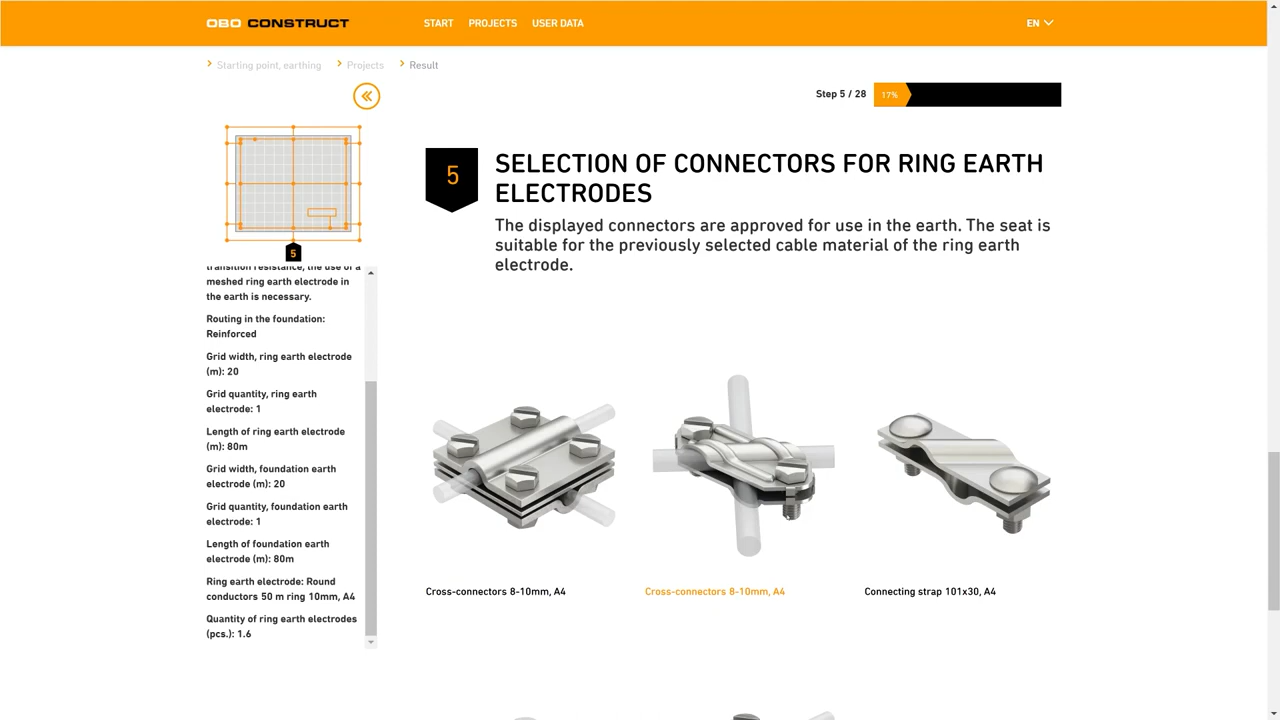 OBO CONSTRUCT
START PROJECTS USER DATA
EN
Starting point, earthing Projects Result
Step 5 / 28 17%
5
SELECTION OF CONNECTORS FOR RING EARTH
ELECTRODES
The displayed connectors are approved for use in the earth. The seat is
suitable for the previously selected cable material of the ring earth
electrode.
5
transition resistance, the use of a
meshed ring earth electrode in
the earth is necessary.
Routing in the foundation:
Reinforced
Grid width, ring earth electrode
(m): 20
Grid quantity, ring earth
electrode: 1
Length of ring earth electrode
(m): 80m
Grid width, foundation earth
electrode (m): 20
Grid quantity, foundation earth
electrode: 1
Length of foundation earth
electrode (m): 80m
Ring earth electrode: Round
conductors 50 m ring 10mm, A4
Quantity of ring earth electrodes
(pcs.): 1.6
Cross-connectors 8-10mm, A4
Cross-connectors 8-10mm, A4
Connecting strap 101x30, A4